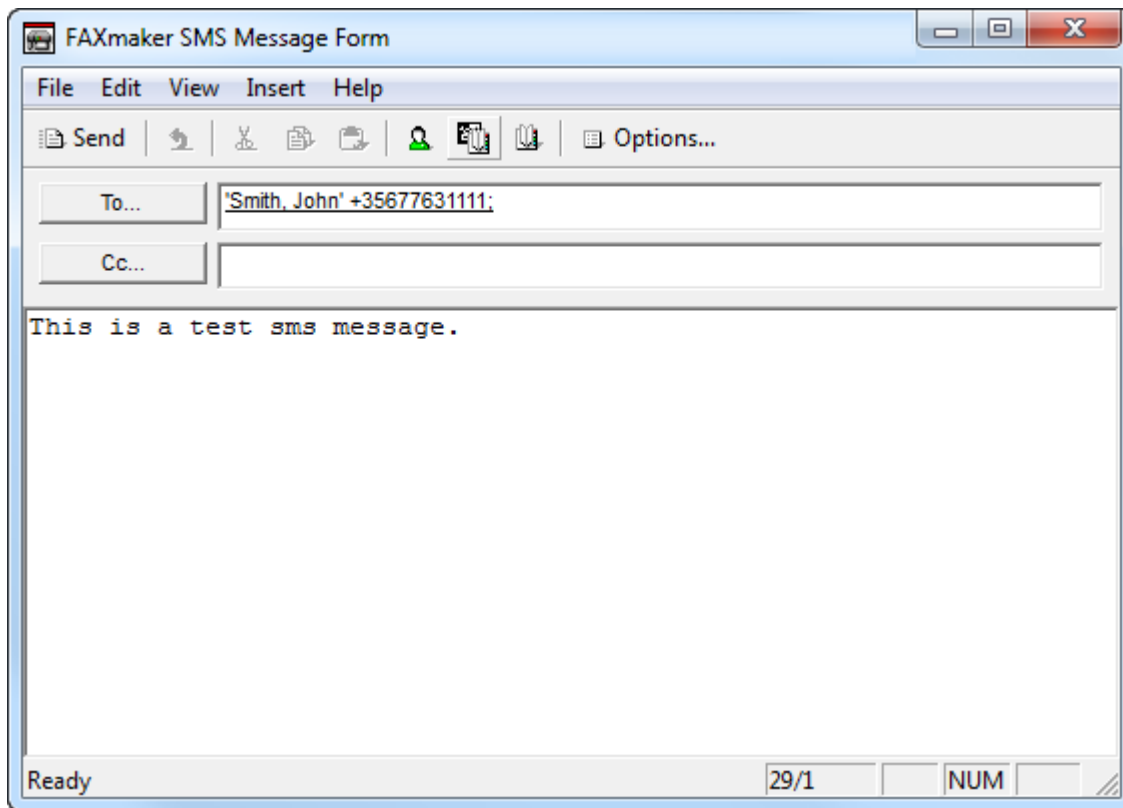 FAXmaker SMS Message Form
File Edit View Insert Help
Send Options...
To... 'Smith, John' +35677631111;
Cc...
This is a test sms message.
Ready 29/1 NUM